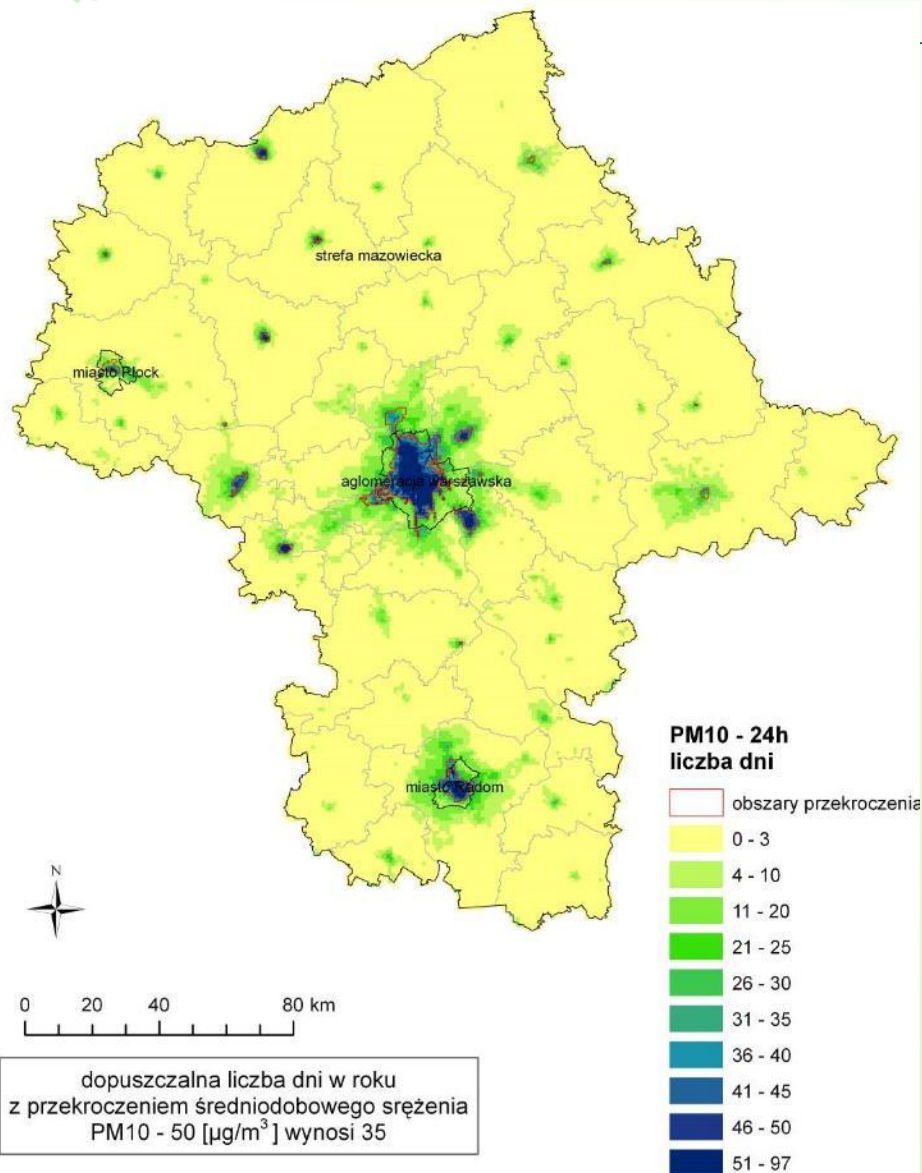 strefa mazowiecka
miasto Płock
aglomeracja warszawska
miasto Radom
PM10 - 24h
liczba dni
obszary przekroczenia
0 - 3
4 - 10
11 - 20
21 - 25
26 - 30
31 - 35
36 - 40
41 - 45
46 - 50
51 - 97
N
0 20 40 80 km
dopuszczalna liczba dni w roku
z przekroczeniem średniodobowego srężenia
PM10 - 50 [µg/m³] wynosi 35